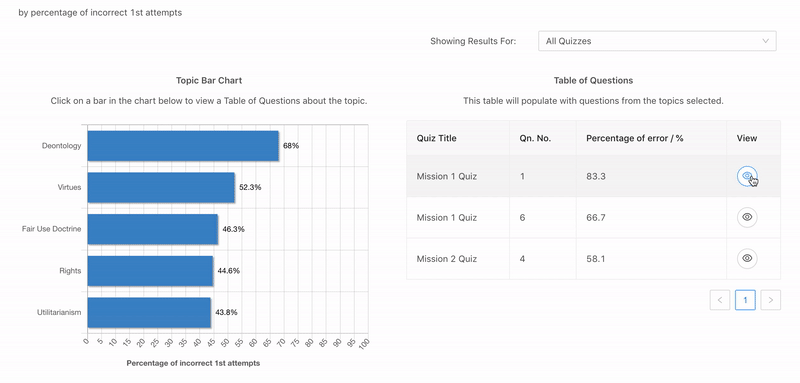 by percentage of incorrect 1st attempts
Showing Results For: All Quizzes
Topic Bar Chart
Click on a bar in the chart below to view a Table of Questions about the topic.
Deontology 68%
Virtues 52.3%
Fair Use Doctrine 46.3%
Rights 44.6%
Utilitarianism 43.8%
0 5 10 15 20 25 30 35 40 45 50 55 60 65 70 75 80 85 90 95 100
Percentage of incorrect 1st attempts
Table of Questions
This table will populate with questions from the topics selected.
Quiz Title Qn. No. Percentage of error / % View
Mission 1 Quiz 1 83.3
Mission 1 Quiz 6 66.7
Mission 2 Quiz 4 58.1
< 1 >